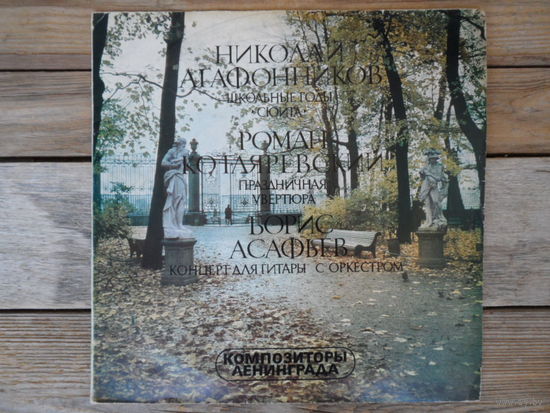 НИКОЛАЙ
АГАФОННИКОВ
ШКОЛЬНЫЕ ГОДЫ
СЮИТА
РОМАН
КОТЛЯРЕВСКИЙ
ПРАЗДНИЧНАЯ
УВЕРТЮРА
БОРИС
АСАФЬЕВ
КОНЦЕРТ ДЛЯ ГИТАРЫ С ОРКЕСТРОМ
КОМПОЗИТОРЫ
ЛЕНИНГРАДА